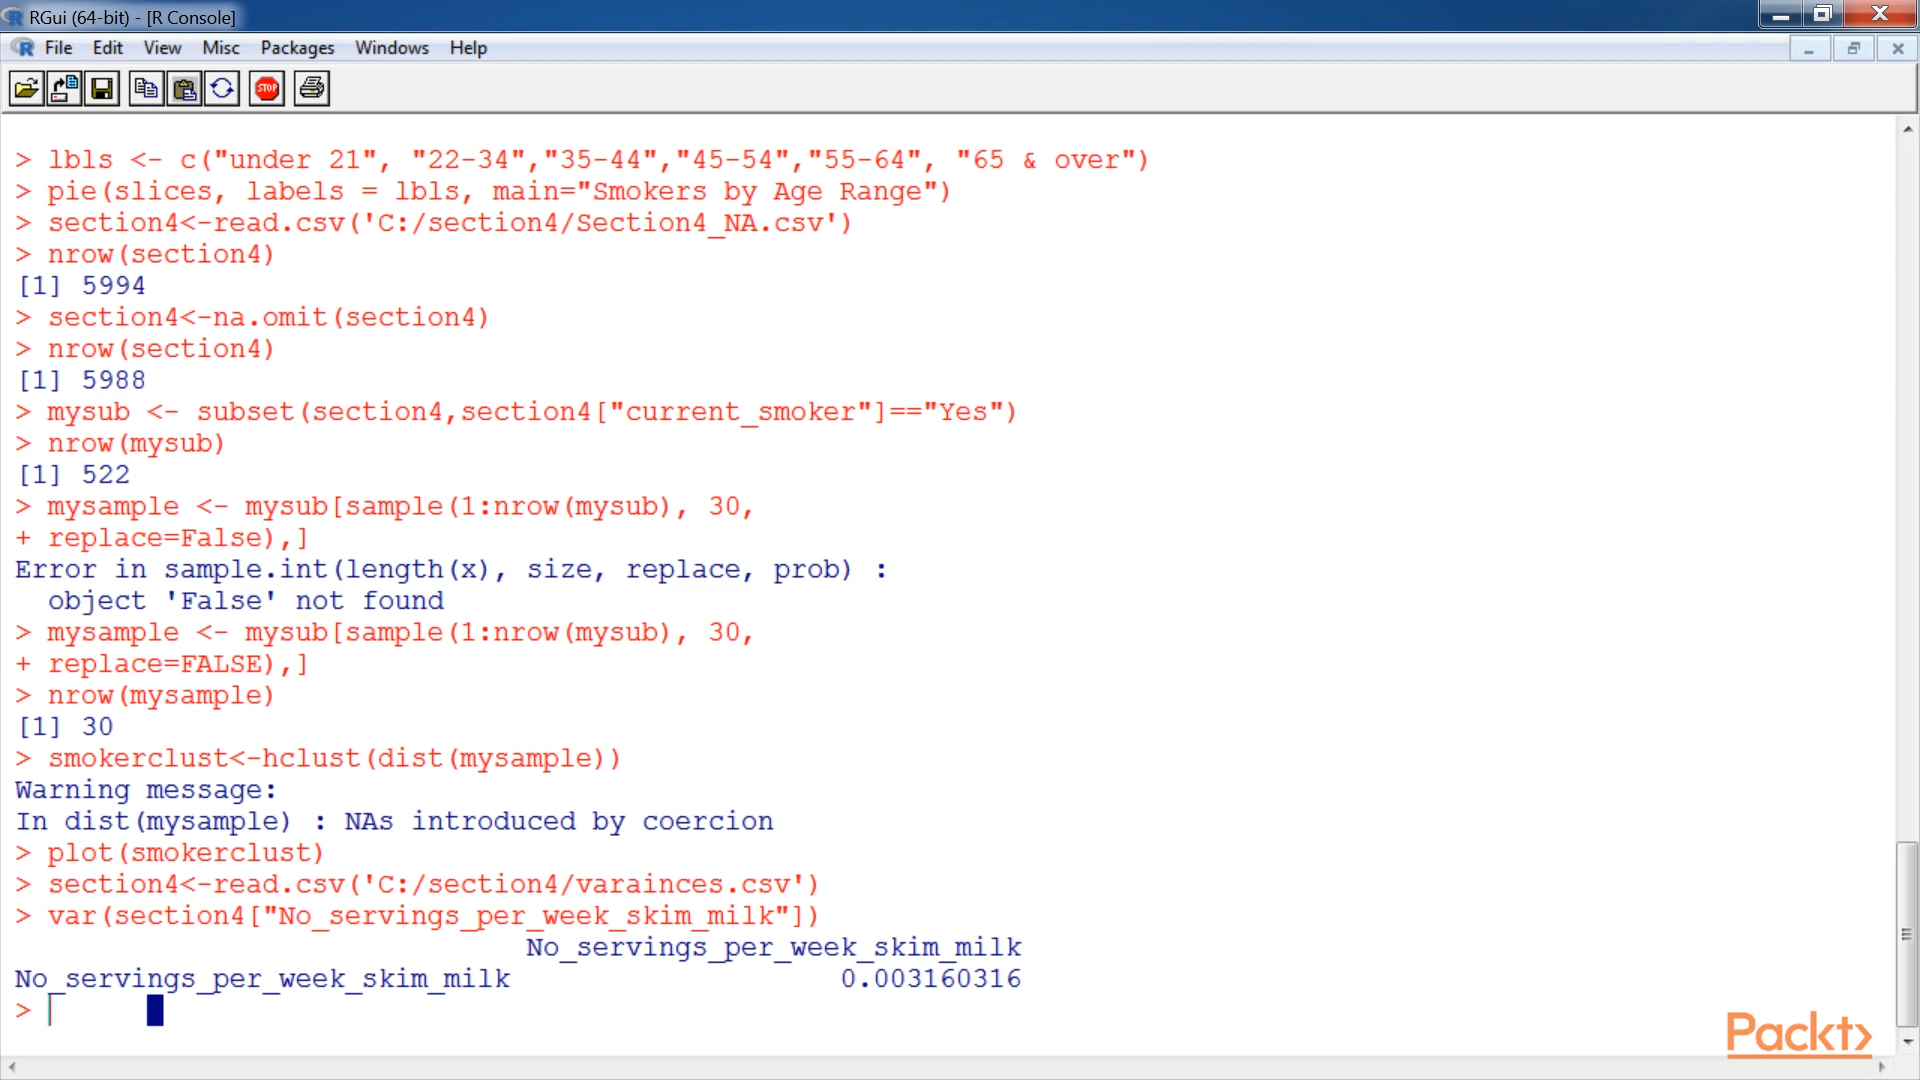 RGui (64-bit) - [R Console]
File Edit View Misc Packages Windows Help
STOP
> lbls <- c("under 21", "22-34","35-44","45-54","55-64", "65 & over")
> pie(slices, labels = lbls, main="Smokers by Age Range")
> section4<-read.csv('C:/section4/Section4_NA.csv')
> nrow(section4)
[1] 5994
> section4<-na.omit(section4)
> nrow(section4)
[1] 5988
> mysub <- subset(section4,section4["current_smoker"]=="Yes")
> nrow(mysub)
[1] 522
> mysample <- mysub[sample(1:nrow(mysub), 30,
+ replace=False),]
Error in sample.int(length(x), size, replace, prob) :
  object 'False' not found
> mysample <- mysub[sample(1:nrow(mysub), 30,
+ replace=FALSE),]
> nrow(mysample)
[1] 30
> smokerclust<-hclust(dist(mysample))
Warning message:
In dist(mysample) : NAs introduced by coercion
> plot(smokerclust)
> section4<-read.csv('C:/section4/varainces.csv')
> var(section4["No_servings_per_week_skim_milk"])
                               No_servings_per_week_skim_milk
No_servings_per_week_skim_milk                    0.003160316
>
Packt>